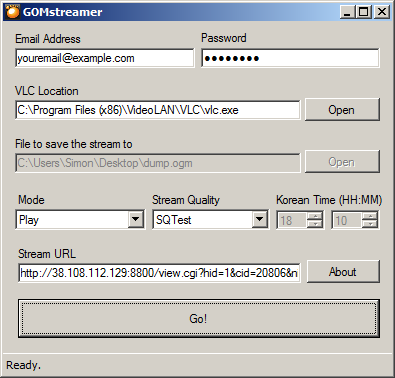 GOMstreamer
Email Address Password
youremail@example.com ●●●●●●●●
VLC Location
C:\Program Files (x86)\VideoLAN\VLC\vlc.exe Open
File to save the stream to
C:\Users\Simon\Desktop\dump.ogm Open
Mode Stream Quality Korean Time (HH:MM)
Play SQTest 18 10
Stream URL
http://38.108.112.129:8800/view.cgi?hid=1&cid=20806&n About
Go!
Ready.